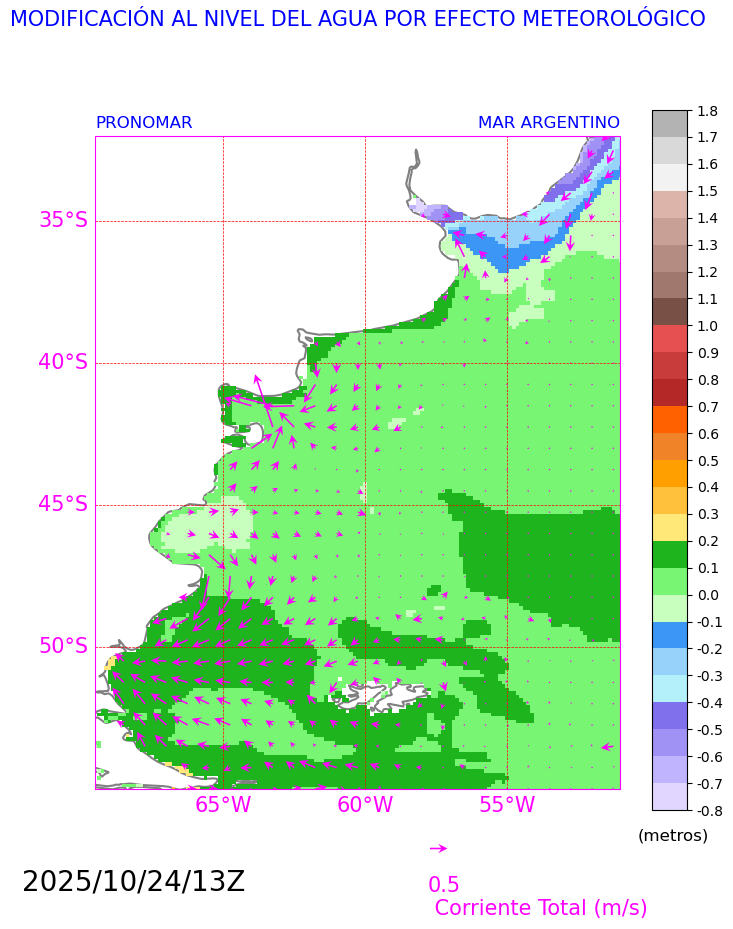 MODIFICACIÓN AL NIVEL DEL AGUA POR EFECTO METEOROLÓGICO
PRONOMAR
MAR ARGENTINO
35°S
40°S
45°S
50°S
65°W
60°W
55°W
1.8
1.7
1.6
1.5
1.4
1.3
1.2
1.1
1.0
0.9
0.8
0.7
0.6
0.5
0.4
0.3
0.2
0.1
0.0
-0.1
-0.2
-0.3
-0.4
-0.5
-0.6
-0.7
-0.8
(metros)
2025/10/24/13Z
0.5
Corriente Total (m/s)